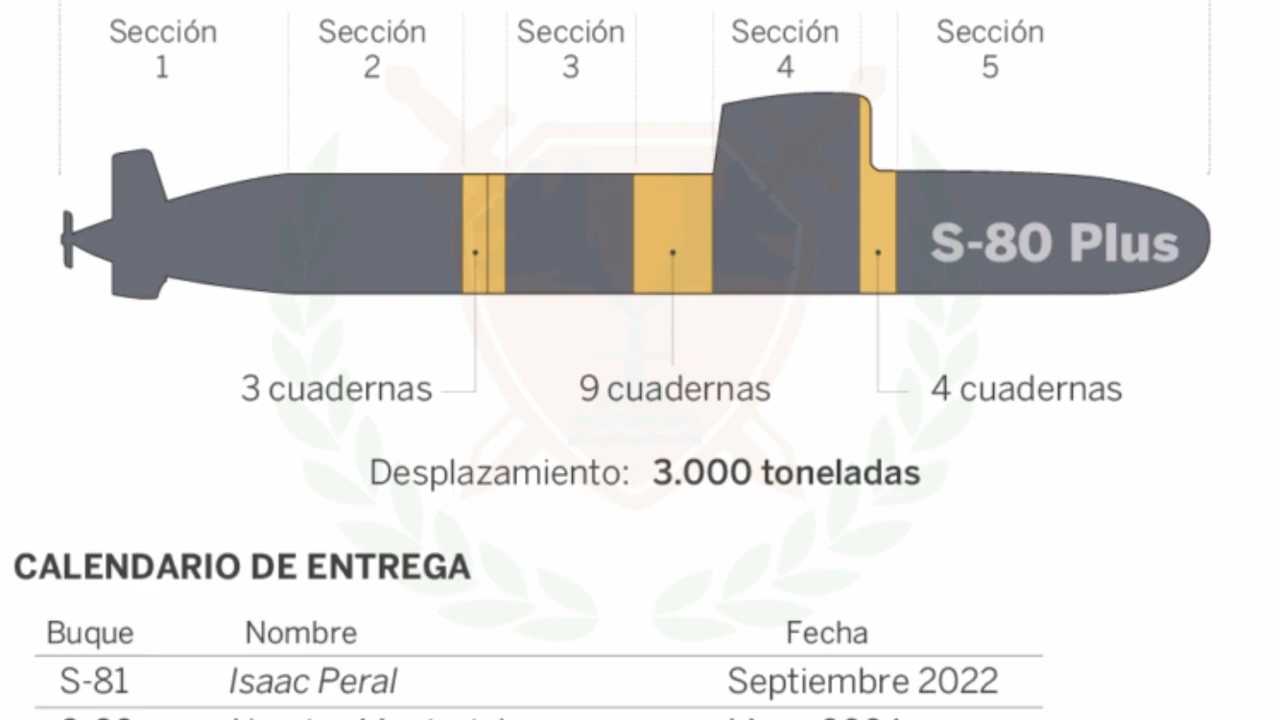 Sección 1
Sección 2
Sección 3
Sección 4
Sección 5
S-80 Plus
3 cuadernas
9 cuadernas
4 cuadernas
Desplazamiento: 3.000 toneladas
CALENDARIO DE ENTREGA
Buque Nombre Fecha
S-81 Isaac Peral Septiembre 2022